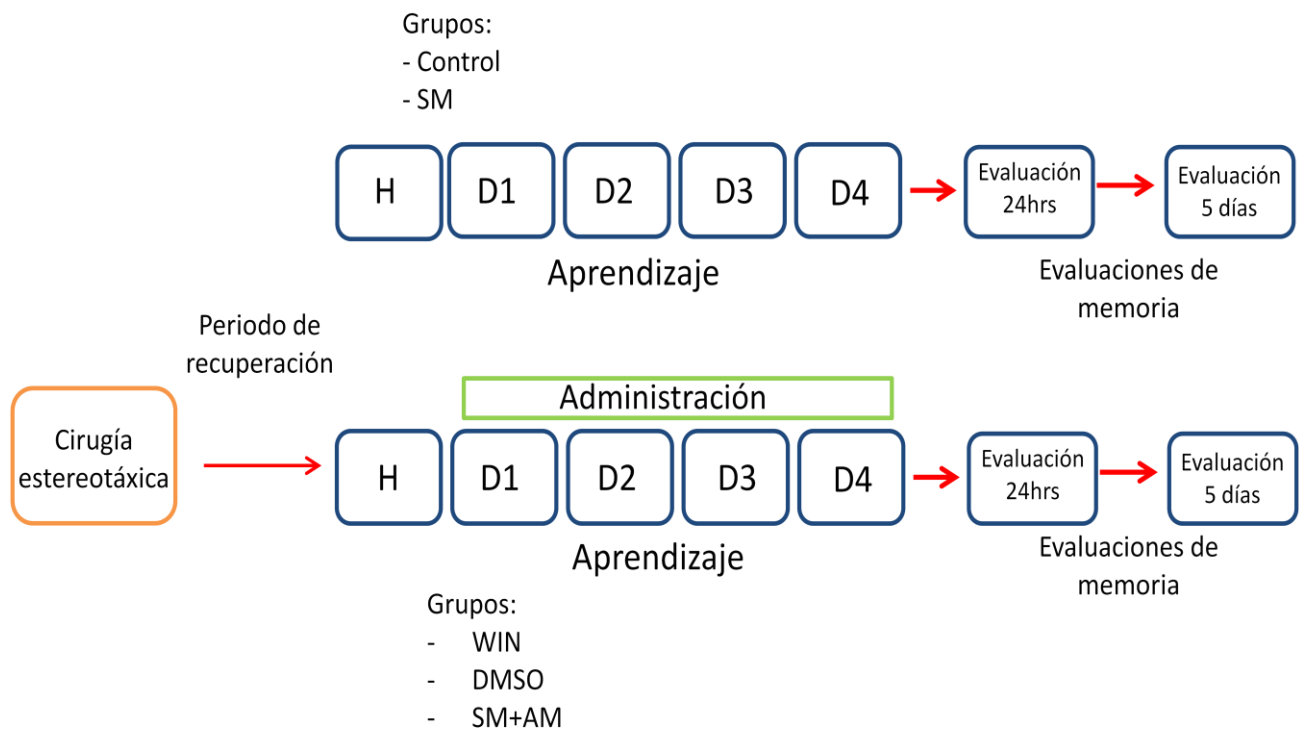 Grupos:
- Control
- SM
H
D1
D2
D3
D4
Evaluación
24hrs
Evaluación
5 días
Aprendizaje
Evaluaciones de
memoria
Periodo de
recuperación
Cirugía
estereotáxica
Administración
H
D1
D2
D3
D4
Evaluación
24hrs
Evaluación
5 días
Aprendizaje
Evaluaciones de
memoria
Grupos:
- WIN
- DMSO
- SM+AM